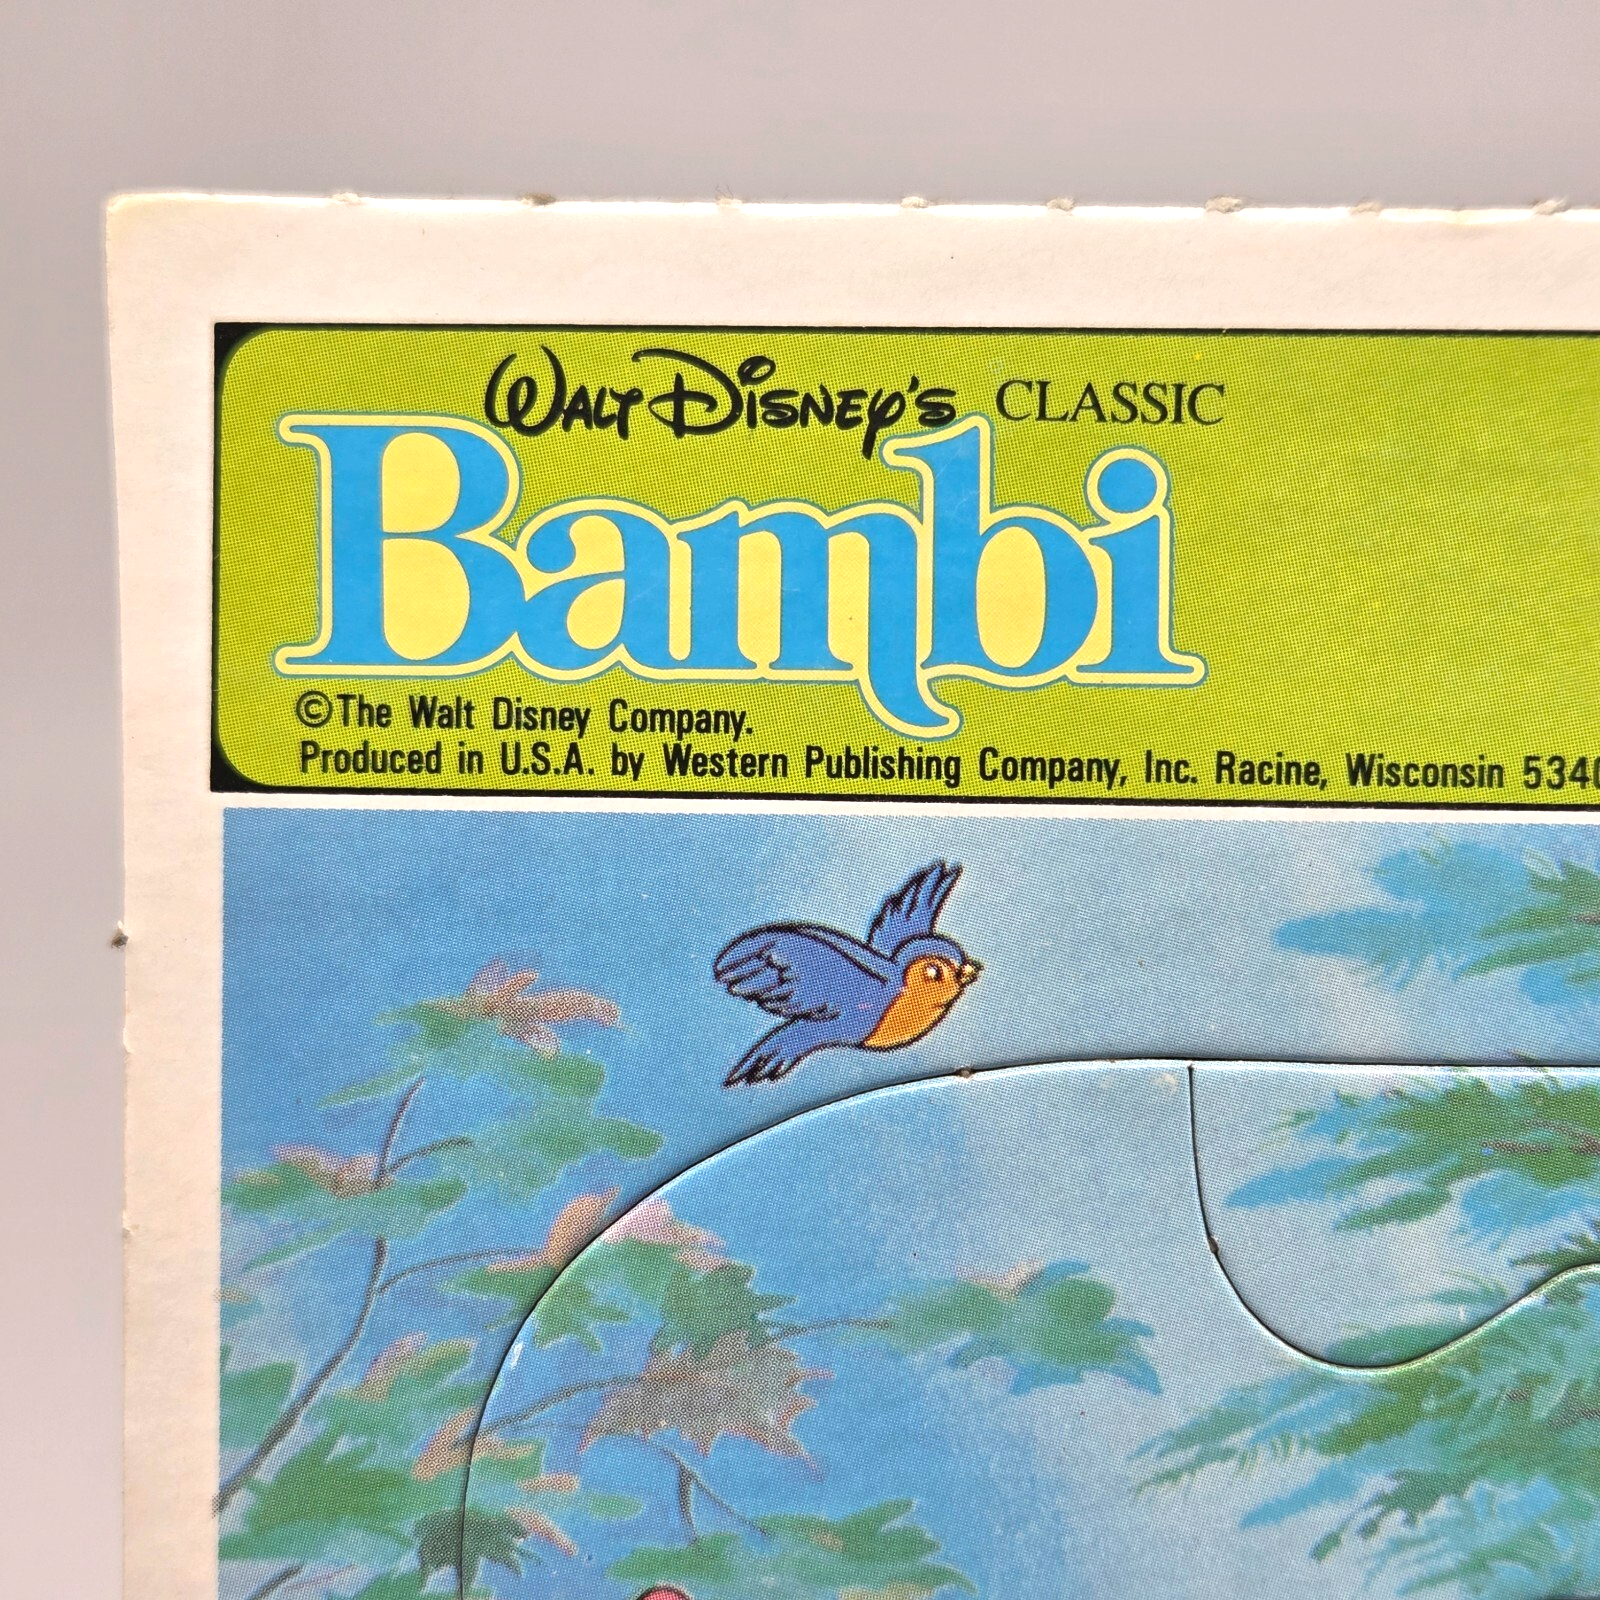 WALT DISNEY'S CLASSIC
Bambi
©The Walt Disney Company.
Produced in U.S.A. by Western Publishing Company, Inc. Racine, Wisconsin